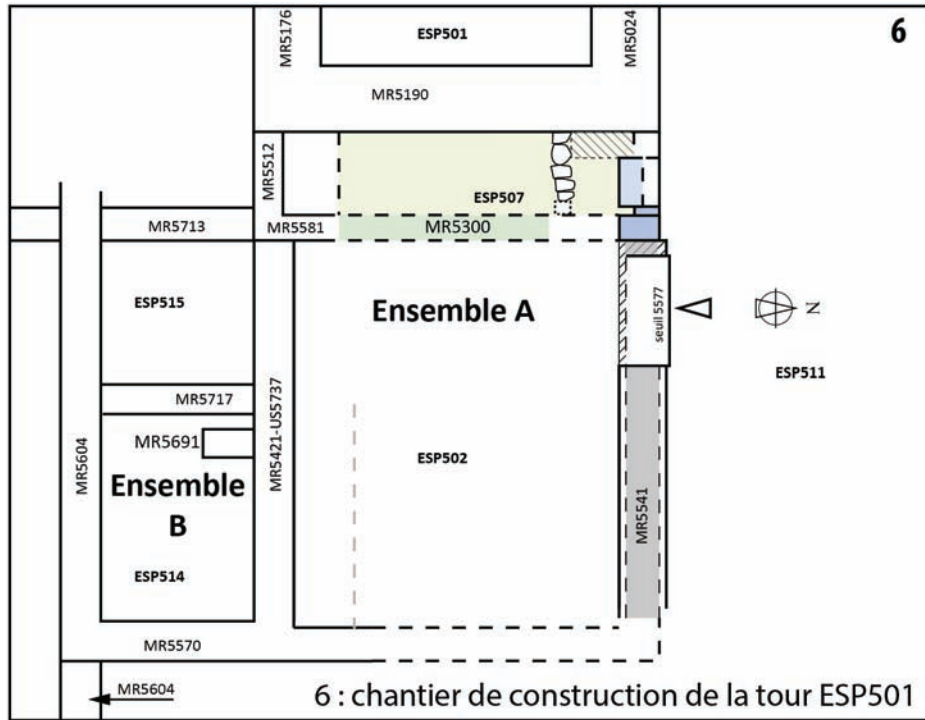 6
MR5176
ESP501
MR5024
MR5190
MR5512
ESP507
MR5713
MR5581
MR5300
ESP515
Ensemble A
seuil 5577
N
ESP511
MR5717
MR5421-US5737
MR5691
MR5604
Ensemble
B
ESP502
MR5541
ESP514
MR5570
MR5604
6 : chantier de construction de la tour ESP501